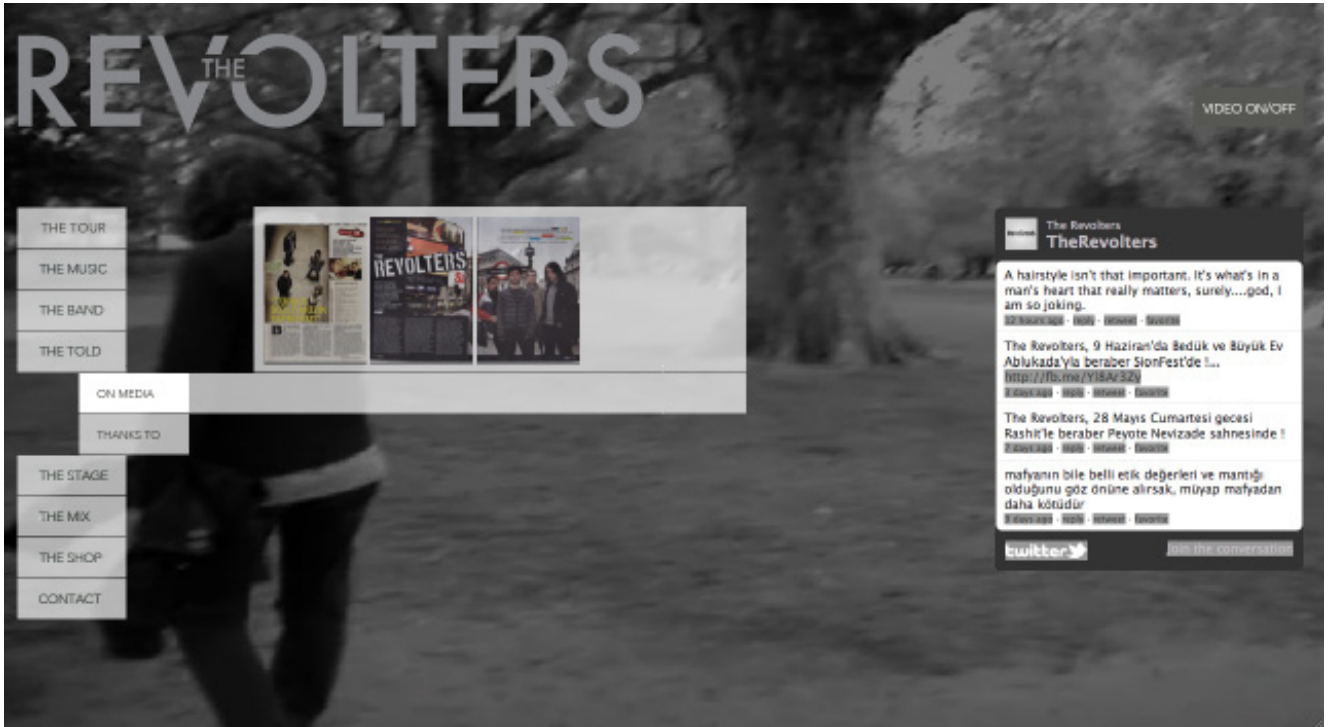 REVOLTERS
THE
VIDEO ON/OFF
THE TOUR
THE MUSIC
THE BAND
THE TOLD
ON MEDIA
THANKS TO
THE STAGE
THE MIX
THE SHOP
CONTACT
THE
REVOLTERS
The Revolters
TheRevolters
A hairstyle isn't that important. It's what's in a
man's heart that really matters, surely....god, I
am so joking.
12 hours ago · reply · retweet · favorite
The Revolters, 9 Haziran'da Bedük ve Büyük Ev
Ablukada'yla beraber SionFest'de !...
http://fb.me/Yl8Ar3Zy
3 days ago · reply · retweet · favorite
The Revolters, 28 Mayıs Cumartesi gecesi
Rashit'le beraber Peyote Nevizade sahnesinde !
7 days ago · reply · retweet · favorite
mafyanın bile belli etik değerleri ve mantığı
olduğunu göz önüne alırsak, müyap mafyadan
daha kötüdür
9 days ago · reply · retweet · favorite
twitter
Join the conversation